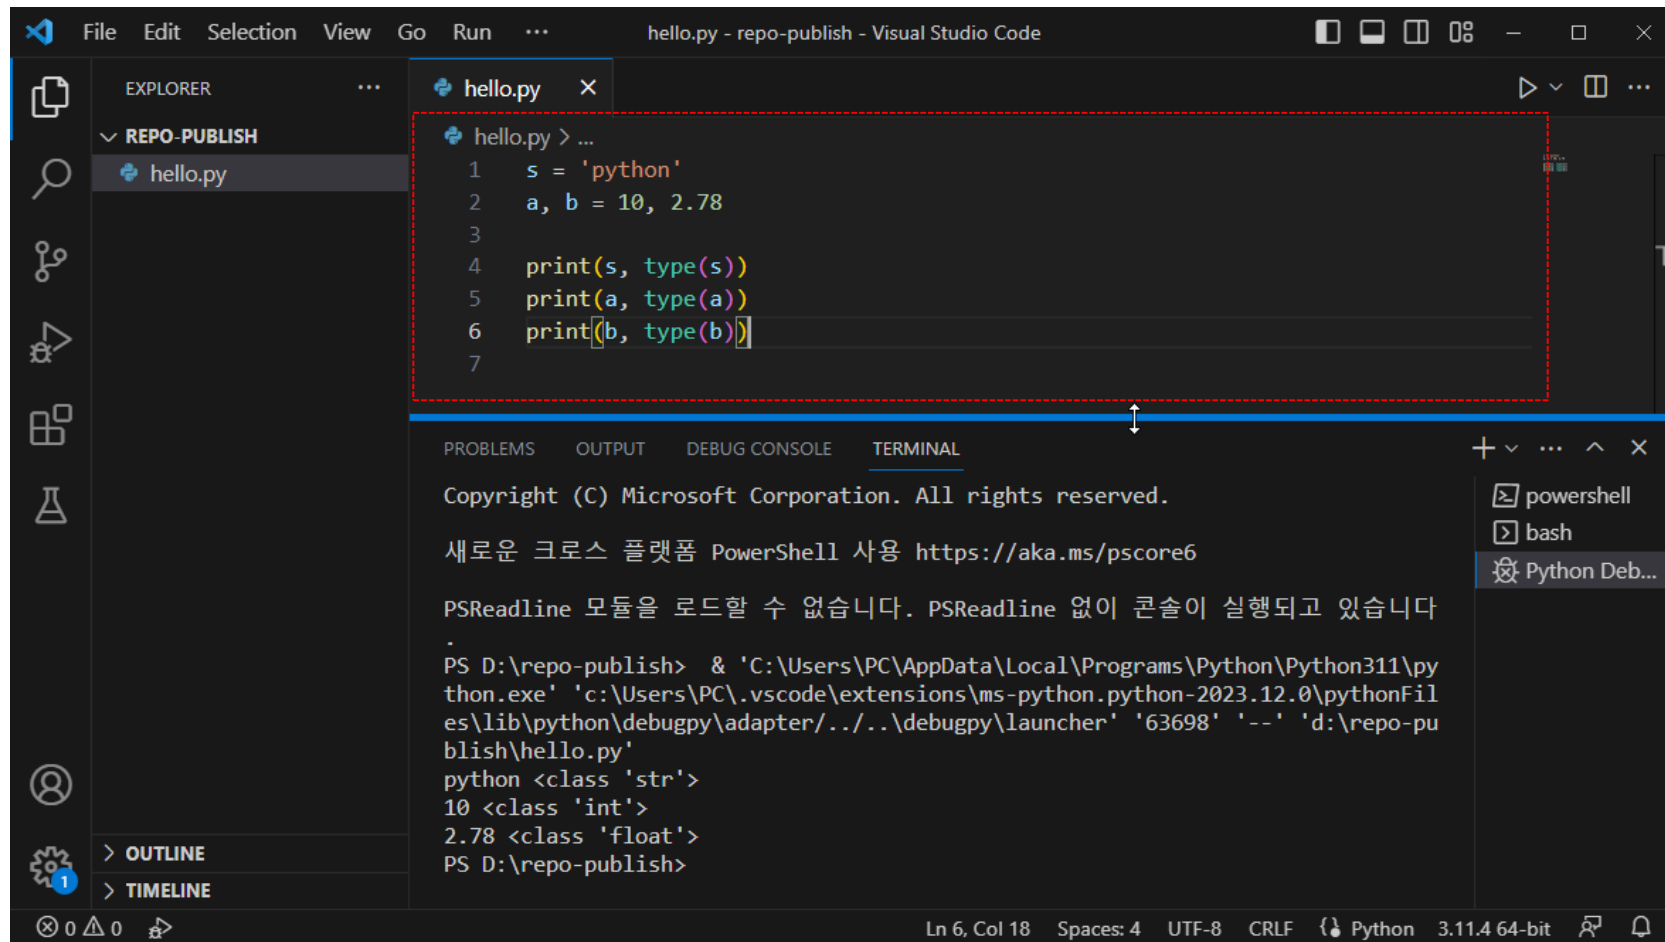 File Edit Selection View Go Run ··· hello.py - repo-publish - Visual Studio Code
EXPLORER ···
REPO-PUBLISH
hello.py
OUTLINE
TIMELINE
hello.py
hello.py > ...
1 s = 'python'
2 a, b = 10, 2.78
3
4 print(s, type(s))
5 print(a, type(a))
6 print(b, type(b))
7
PROBLEMS OUTPUT DEBUG CONSOLE TERMINAL
Copyright (C) Microsoft Corporation. All rights reserved.
새로운 크로스 플랫폼 PowerShell 사용 https://aka.ms/pscore6
PSReadline 모듈을 로드할 수 없습니다. PSReadline 없이 콘솔이 실행되고 있습니다
.
PS D:\repo-publish>  & 'C:\Users\PC\AppData\Local\Programs\Python\Python311\py
thon.exe' 'c:\Users\PC\.vscode\extensions\ms-python.python-2023.12.0\pythonFil
es\lib\python\debugpy\adapter/../..\debugpy\launcher' '63698' '--' 'd:\repo-pu
blish\hello.py'
python <class 'str'>
10 <class 'int'>
2.78 <class 'float'>
PS D:\repo-publish>
powershell
bash
Python Deb...
1
0 0 Ln 6, Col 18 Spaces: 4 UTF-8 CRLF Python 3.11.4 64-bit